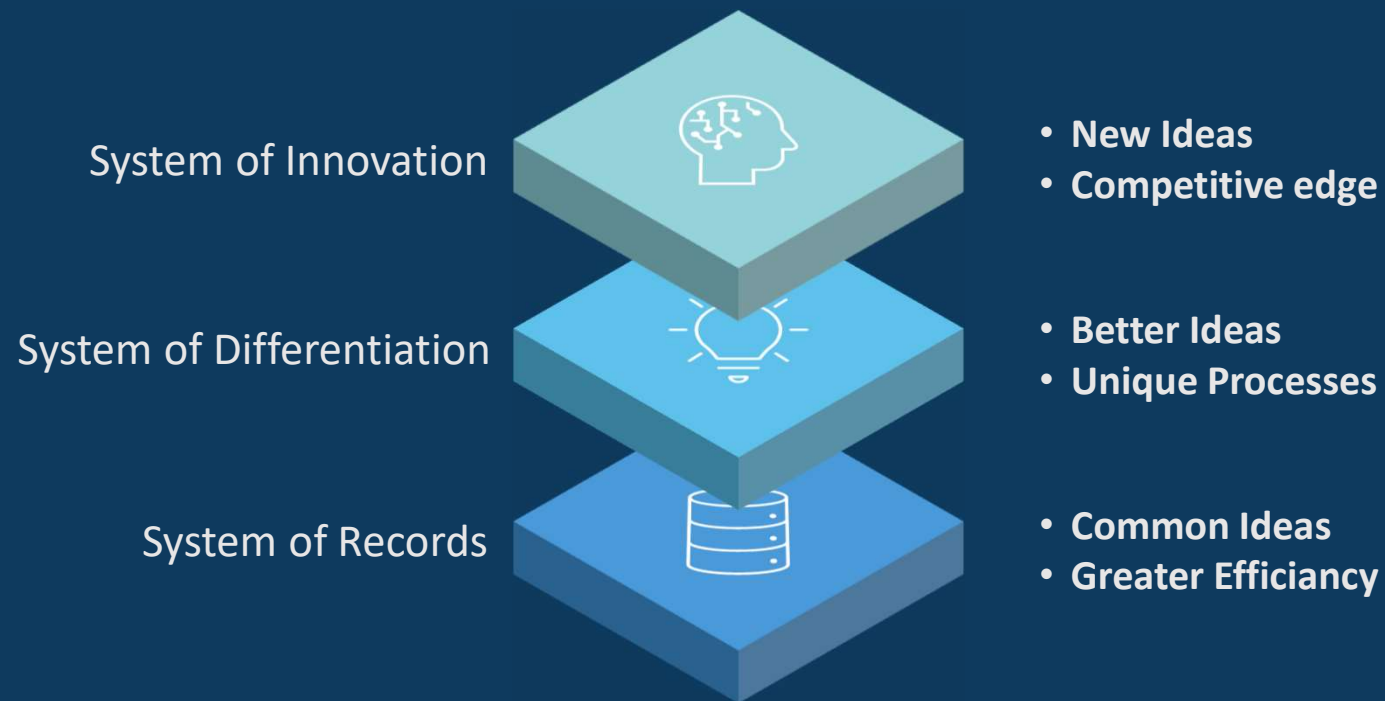 System of Innovation
• New Ideas
• Competitive edge
System of Differentiation
• Better Ideas
• Unique Processes
System of Records
• Common Ideas
• Greater Efficiancy